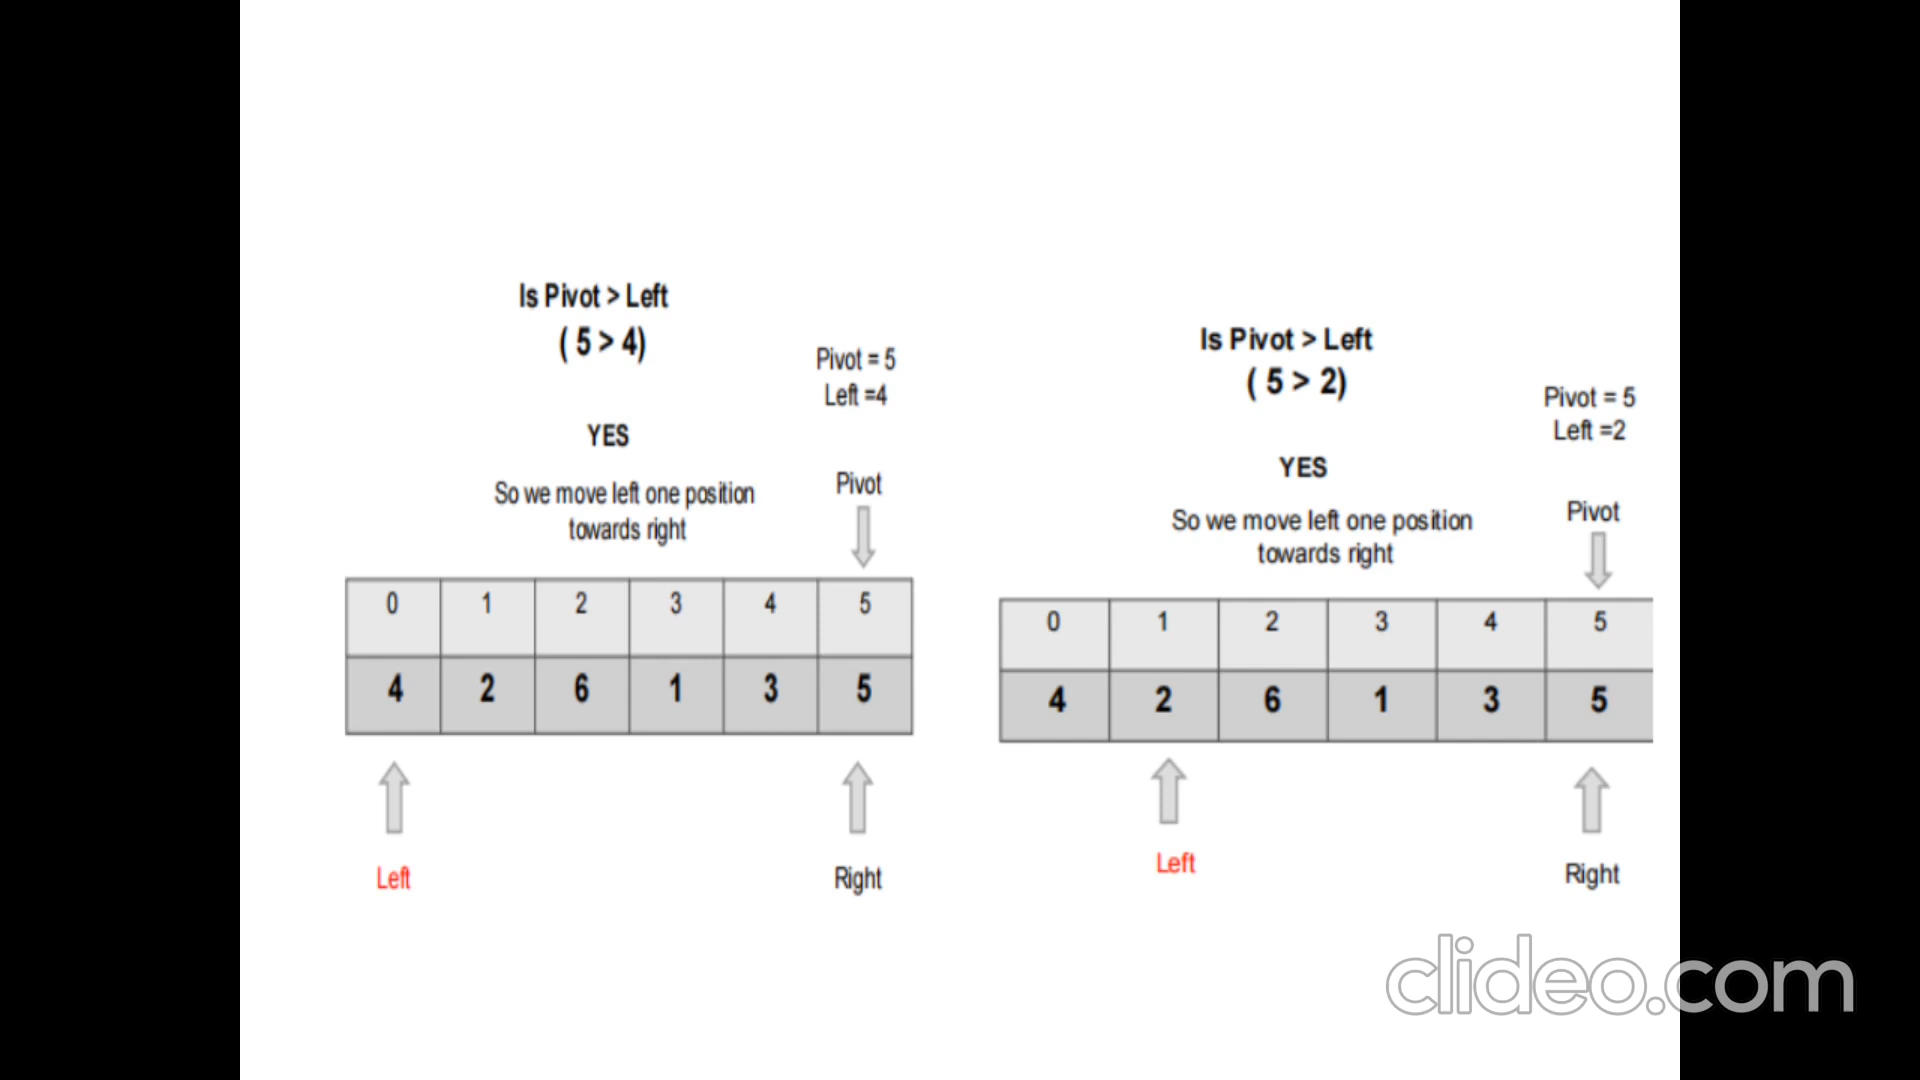 Is Pivot > Left
( 5 > 4)
Pivot = 5
Left =4
YES
So we move left one position
towards right
Pivot
0 1 2 3 4 5
4 2 6 1 3 5
Left
Right
Is Pivot > Left
( 5 > 2)
Pivot = 5
Left =2
YES
So we move left one position
towards right
Pivot
0 1 2 3 4 5
4 2 6 1 3 5
Left
Right
clideo.com